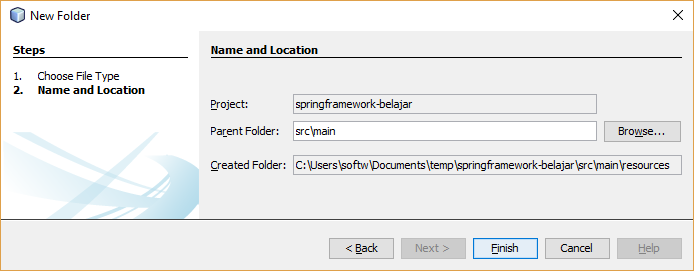 New Folder
Steps
1. Choose File Type
2. Name and Location
Name and Location
Project: springframework-belajar
Parent Folder: src\main Browse...
Created Folder: C:\Users\softw\Documents\temp\springframework-belajar\src\main\resources
< Back Next > Finish Cancel Help